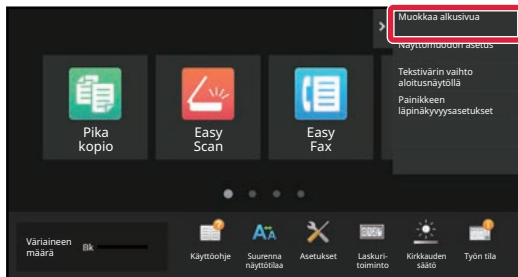 Muokkaa alkusivua
Näyttömuodon asetus
Tekstivärin vaihto
aloitusnäytöllä
Painikkeen
läpinäkyvyysasetukset
Pika
kopio
Easy
Scan
Easy
Fax
Väriaineen
määrä
Bk
Käyttöohje
Suurenna
näyttötilaa
Asetukset
Laskuri-
toiminto
Kirkkauden
säätö
Työn tila